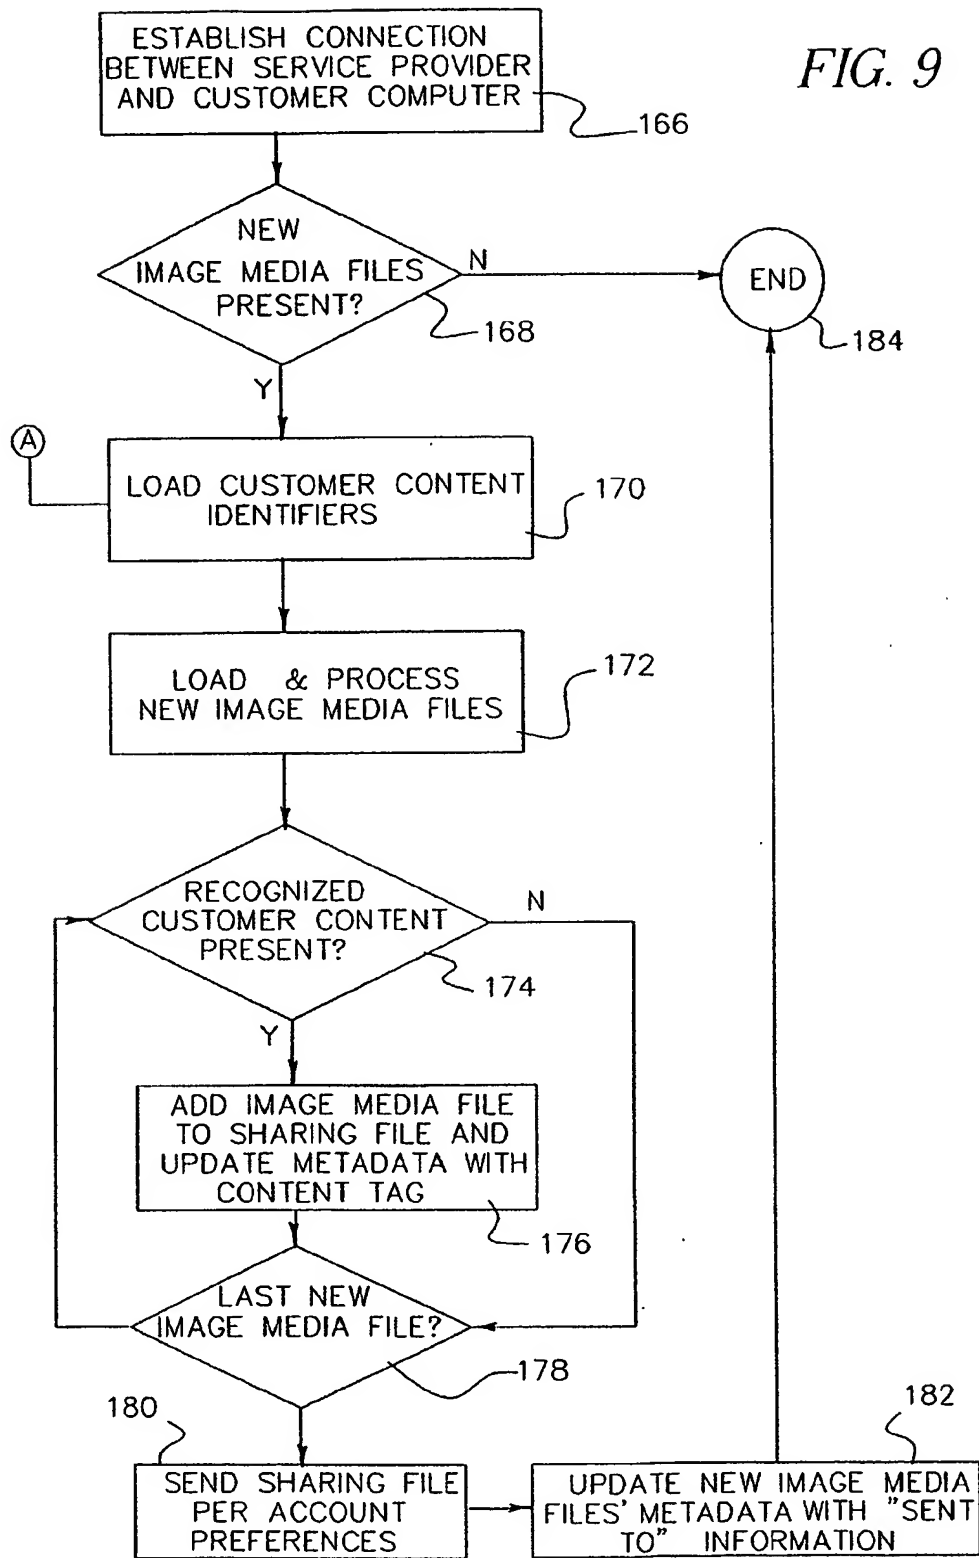 FIG. 9
ESTABLISH CONNECTION
BETWEEN SERVICE PROVIDER
AND CUSTOMER COMPUTER
166
NEW
IMAGE MEDIA FILES
PRESENT?
N
168
END
184
Y
A
LOAD CUSTOMER CONTENT
IDENTIFIERS
170
LOAD & PROCESS
NEW IMAGE MEDIA FILES
172
RECOGNIZED
CUSTOMER CONTENT
PRESENT?
N
174
Y
ADD IMAGE MEDIA FILE
TO SHARING FILE AND
UPDATE METADATA WITH
CONTENT TAG
176
LAST NEW
IMAGE MEDIA FILE?
178
180
SEND SHARING FILE
PER ACCOUNT
PREFERENCES
182
UPDATE NEW IMAGE MEDIA
FILES' METADATA WITH "SENT
TO" INFORMATION